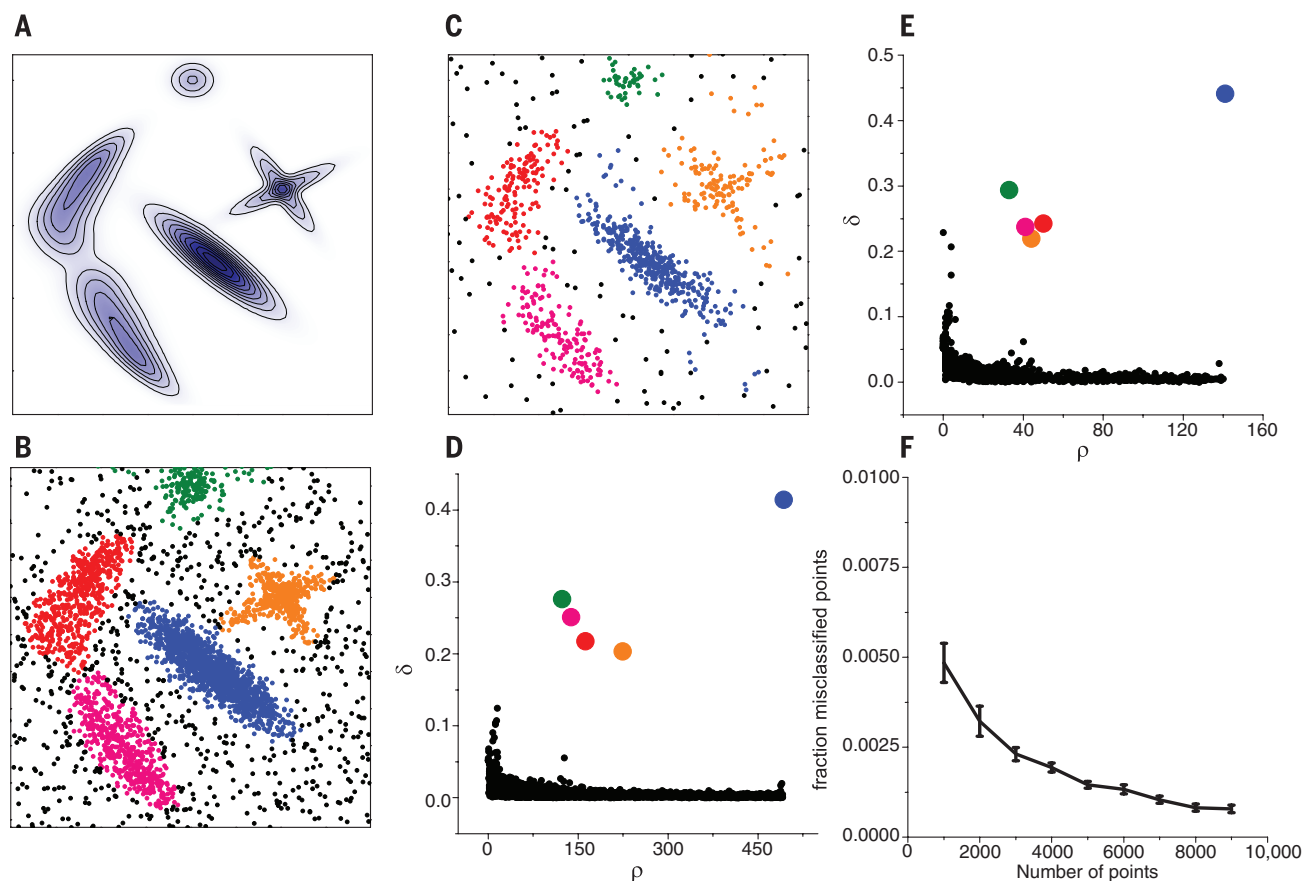 A
B
C
D
0.4
0.3
0.2
0.1
0.0
δ
0 150 300 450
ρ
E
0.5
0.4
0.3
0.2
0.1
0.0
δ
0 40 80 120 160
ρ
F
0.0100
0.0075
0.0050
0.0025
0.0000
fraction misclassified points
0 2000 4000 6000 8000 10,000
Number of points